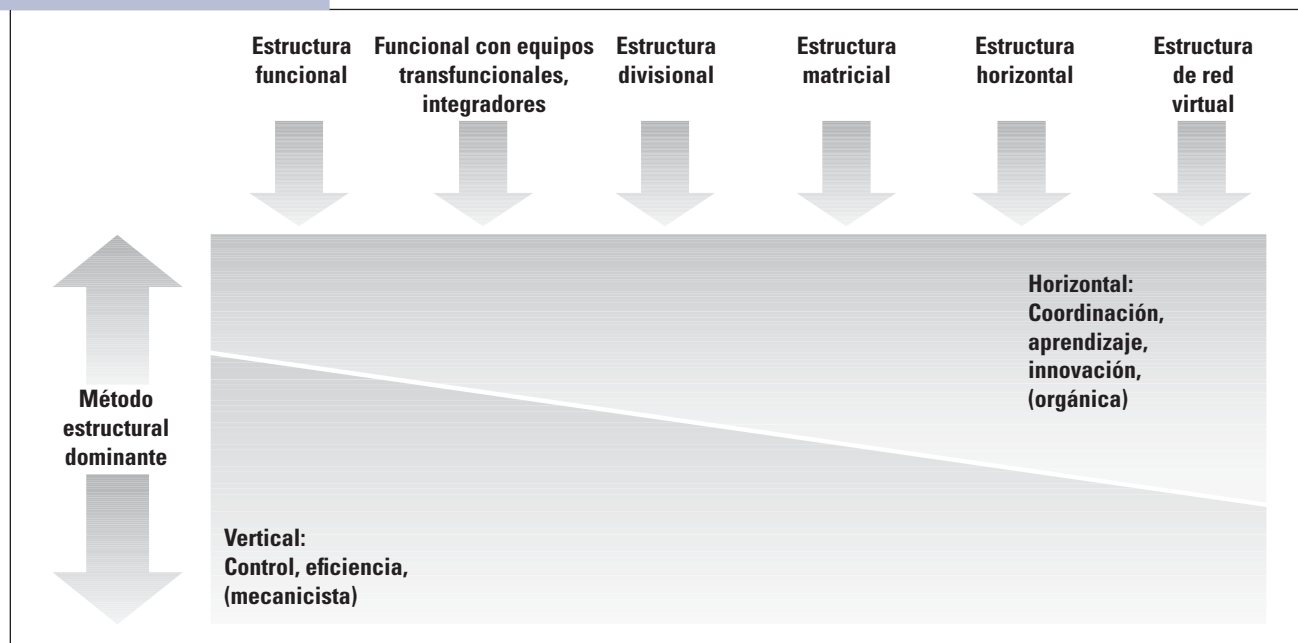 Estructura
funcional
Funcional con equipos
transfuncionales,
integradores
Estructura
divisional
Estructura
matricial
Estructura
horizontal
Estructura
de red
virtual
Método
estructural
dominante
Horizontal:
Coordinación,
aprendizaje,
innovación,
(orgánica)
Vertical:
Control, eficiencia,
(mecanicista)